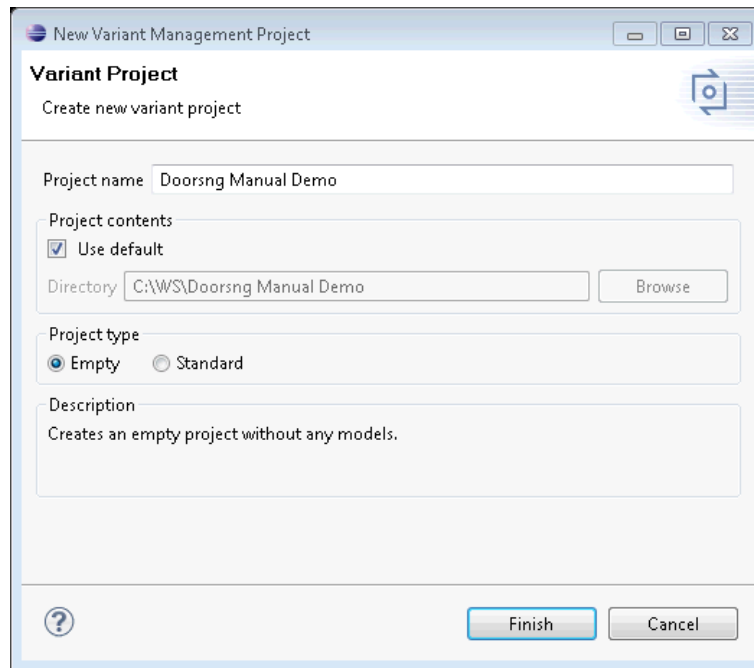 New Variant Management Project
Variant Project
Create new variant project
Project name Doorsng Manual Demo
Project contents
Use default
Directory C:\WS\Doorsng Manual Demo Browse
Project type
Empty Standard
Description
Creates an empty project without any models.
? Finish Cancel